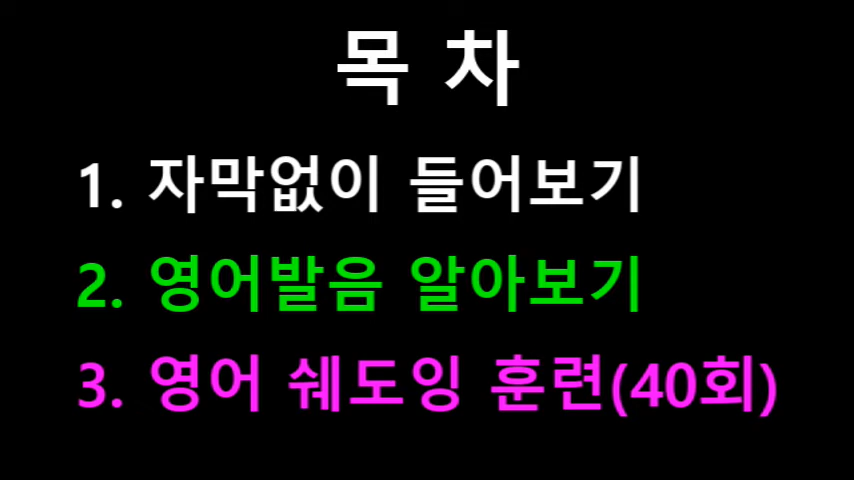 목 차
1. 자막없이 들어보기
2. 영어발음 알아보기
3. 영어 쉐도잉 훈련(40회)